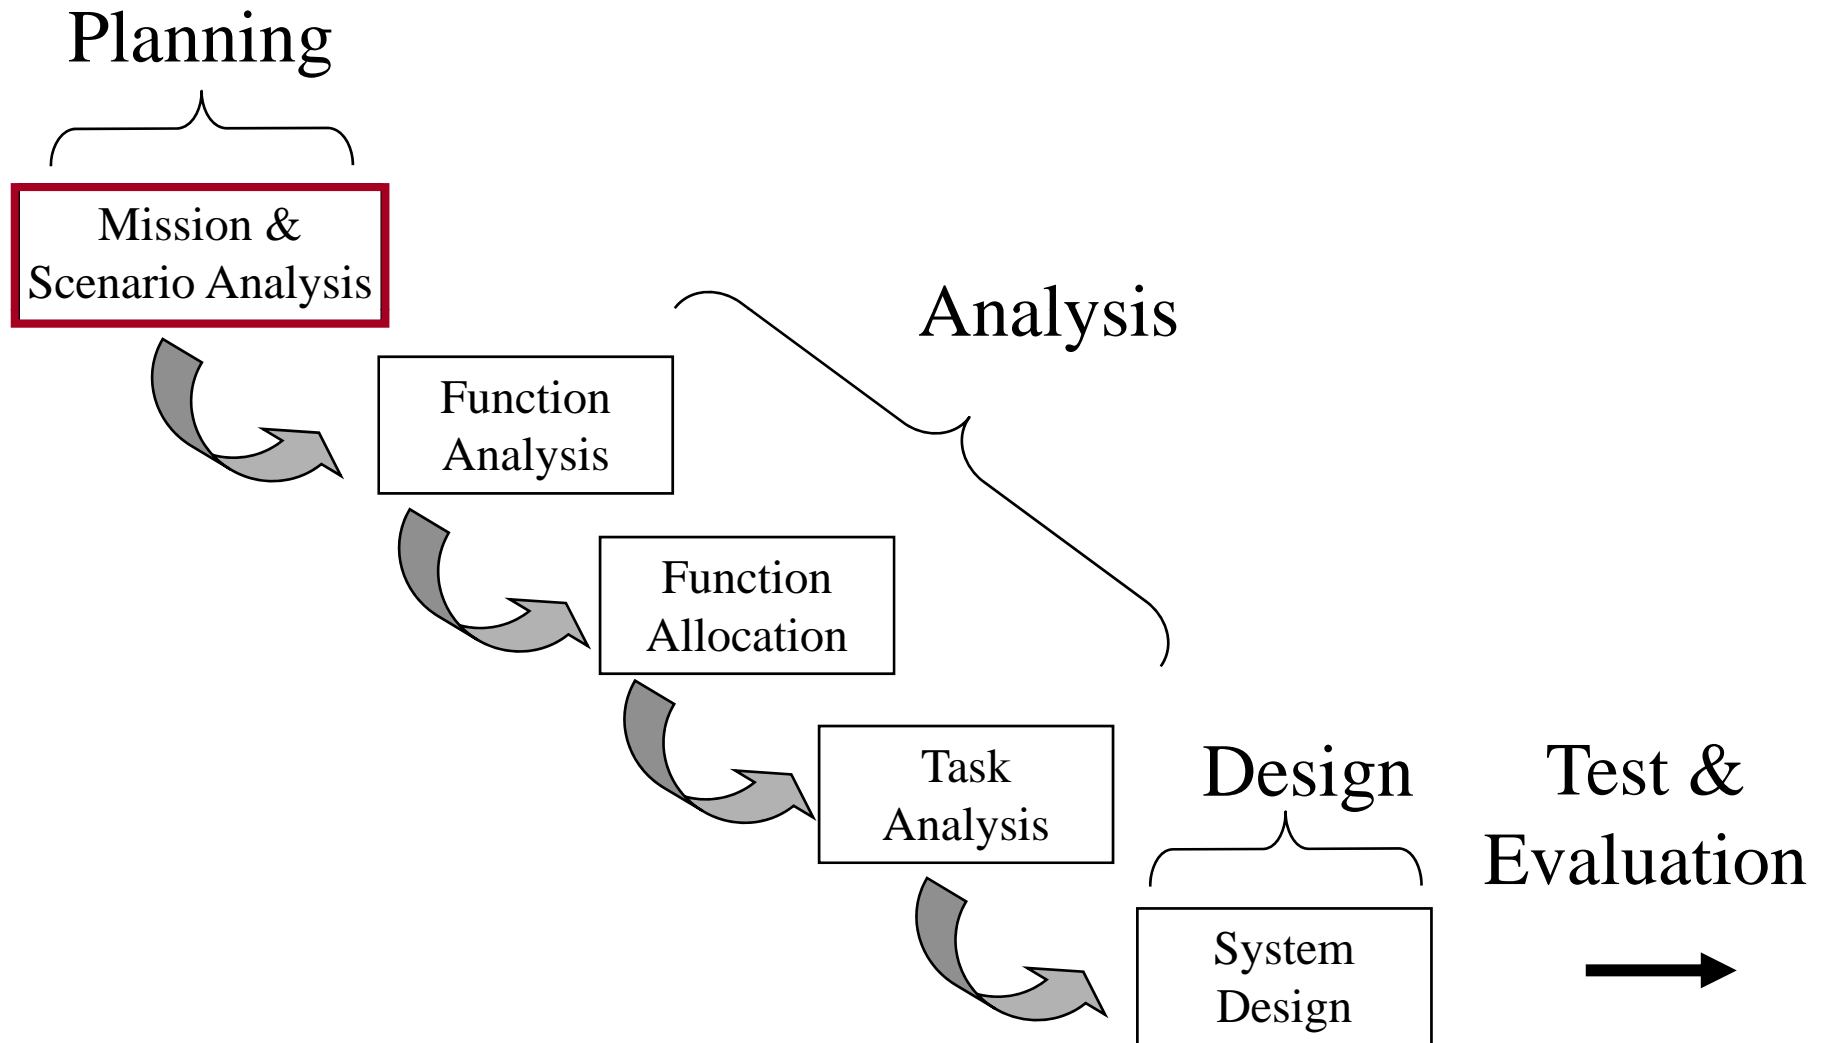 Planning
Mission &
Scenario Analysis
Analysis
Function
Analysis
Function
Allocation
Task
Analysis
Design
Test &
Evaluation
System
Design